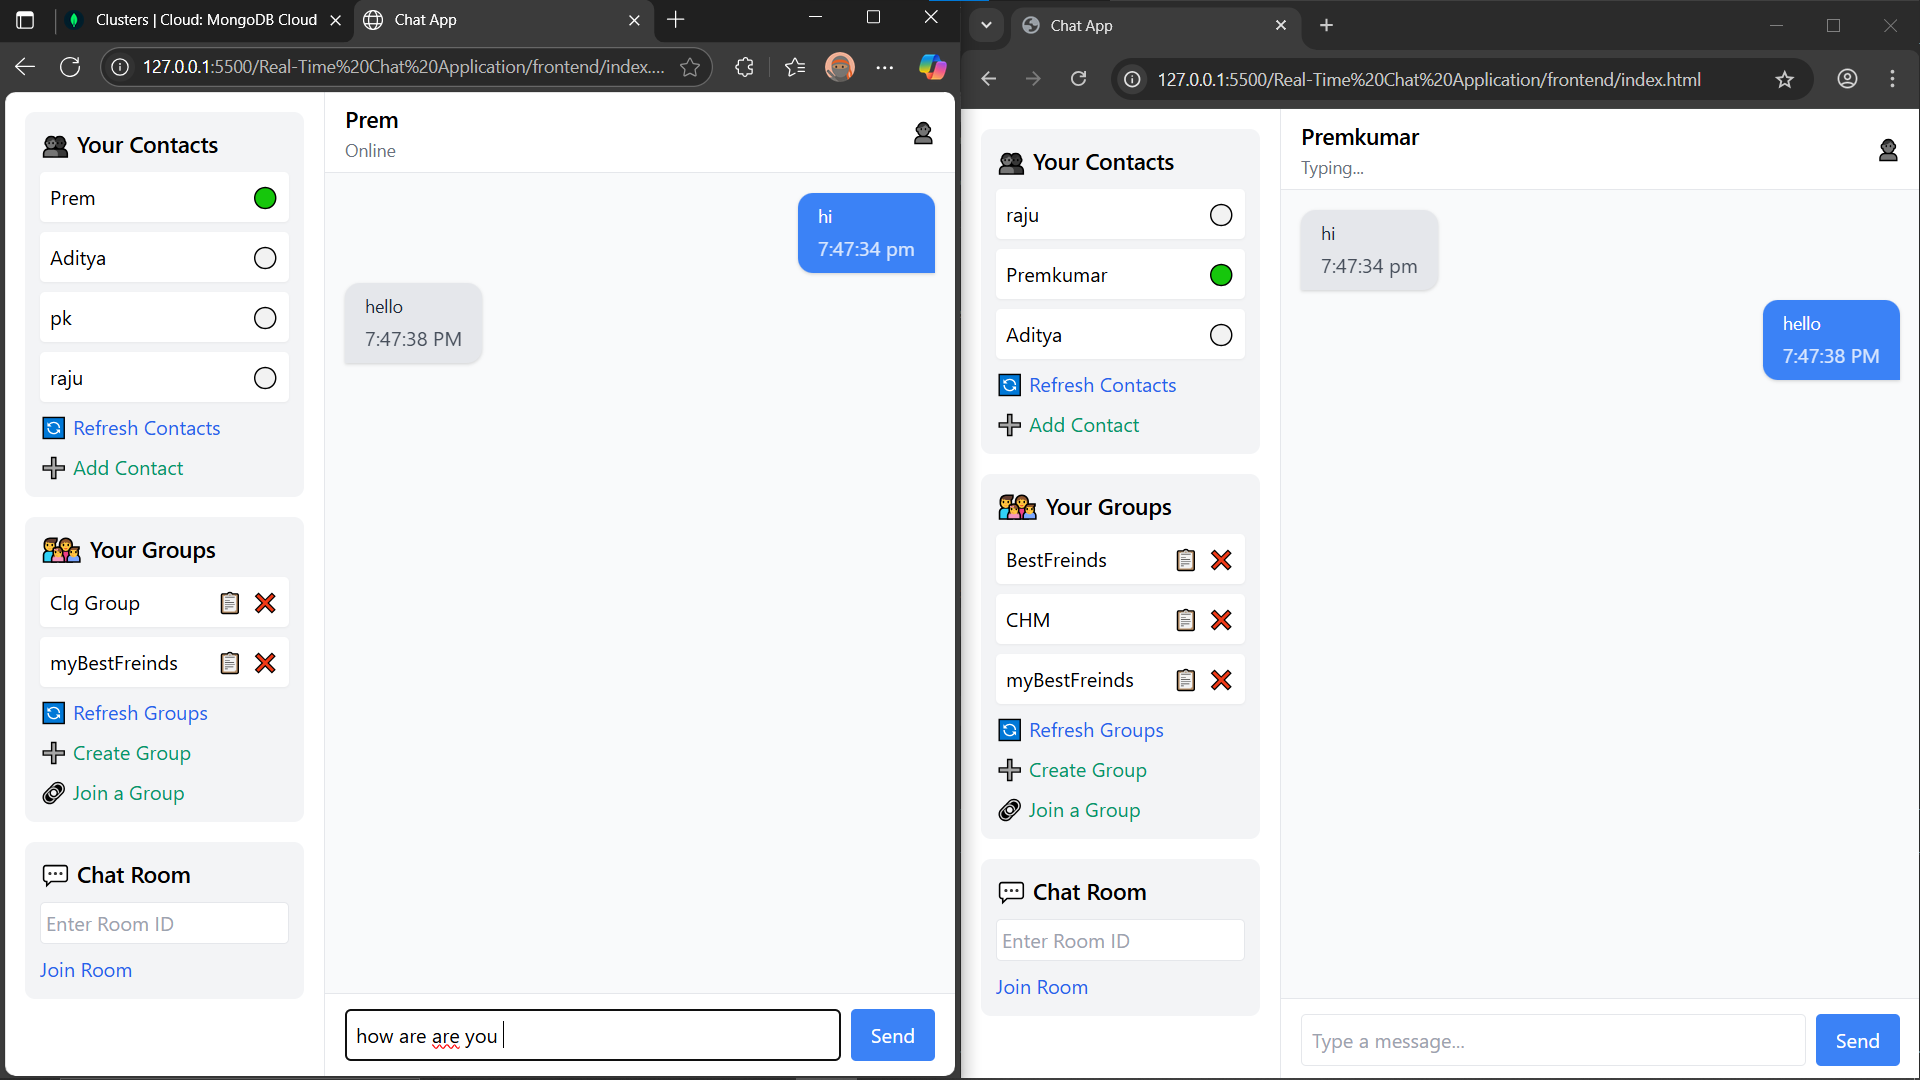 Clusters | Cloud: MongoDB Cloud
Chat App
127.0.0.1:5500/Real-Time%20Chat%20Application/frontend/index....
Your Contacts
Prem
Aditya
pk
raju
Refresh Contacts
Add Contact
Your Groups
Clg Group
myBestFreinds
Refresh Groups
Create Group
Join a Group
Chat Room
Enter Room ID
Join Room
Prem
Online
hi
7:47:34 pm
hello
7:47:38 PM
how are are you
Send
Chat App
127.0.0.1:5500/Real-Time%20Chat%20Application/frontend/index.html
Your Contacts
raju
Premkumar
Aditya
Refresh Contacts
Add Contact
Your Groups
BestFreinds
CHM
myBestFreinds
Refresh Groups
Create Group
Join a Group
Chat Room
Enter Room ID
Join Room
Premkumar
Typing...
hi
7:47:34 pm
hello
7:47:38 PM
Type a message...
Send